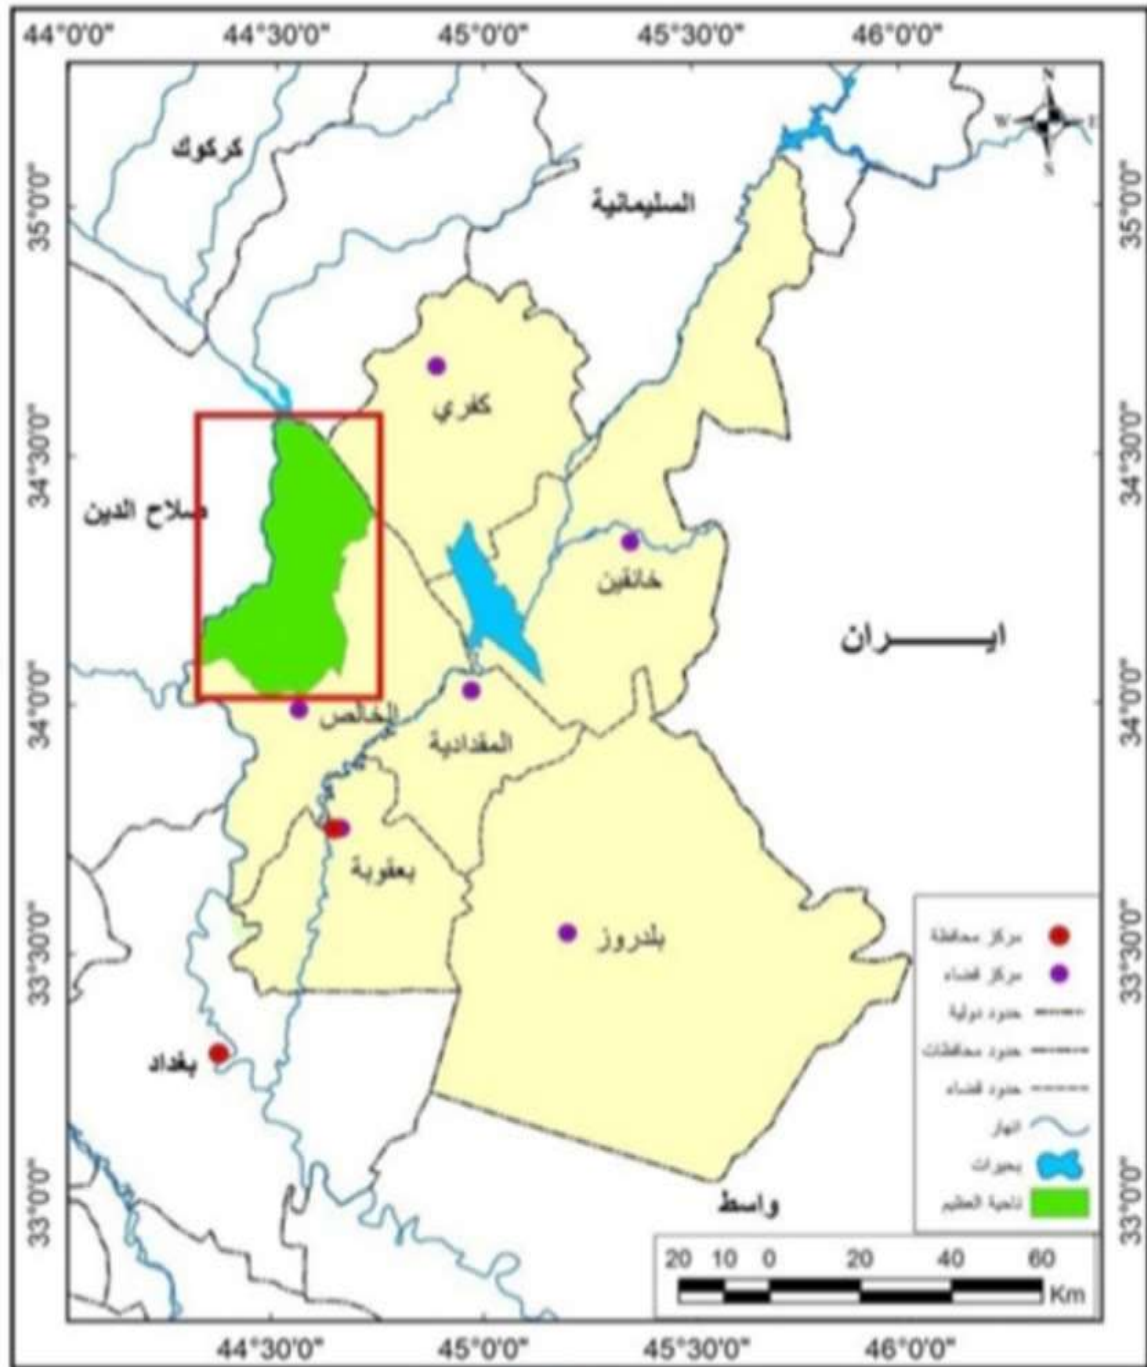 44°0'0" 44°30'0" 45°0'0" 45°30'0" 46°0'0"
N
W E
S
كركوك
السليمانية
35°0'0" 35°0'0"
كفري
34°30'0" 34°30'0"
صلاح الدين
خانقين
ايـــــــران
34°0'0" 34°0'0"
الخالص
المقدادية
بعقوبة
بلدروز
33°30'0" 33°30'0"
بغداد
واسط
33°0'0" 33°0'0"
مركز محافظة
مركز قضاء
حدود دولية
حدود محافظات
حدود قضاء
انهار
بحيرات
ناحية العظيم
20 10 0 20 40 60
Km
44°30'0" 45°0'0" 45°30'0" 46°0'0"